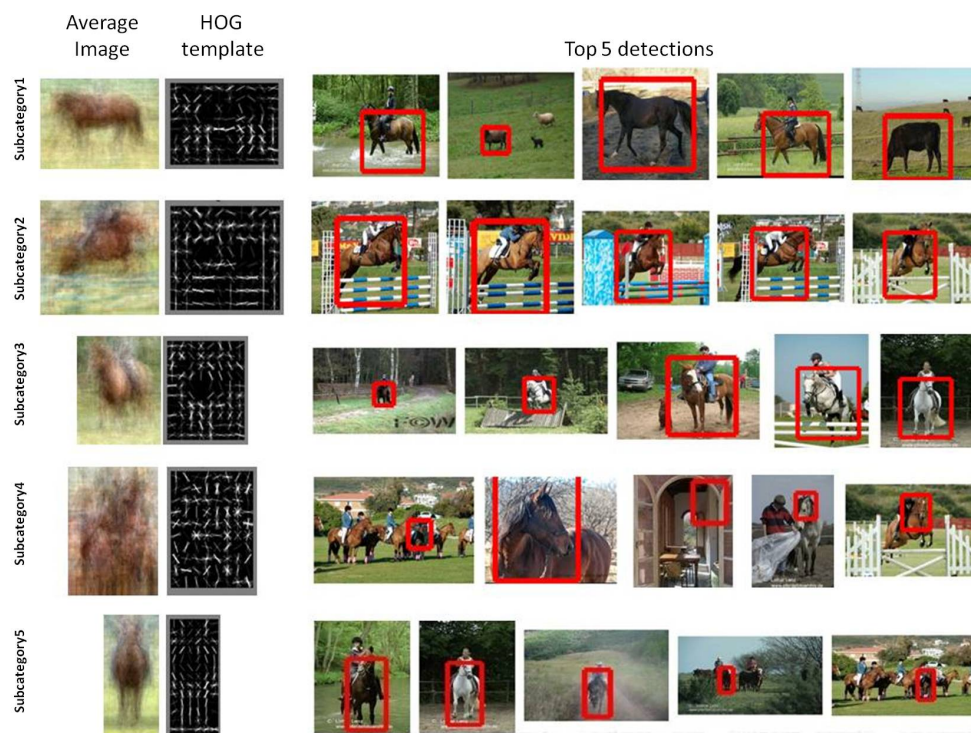 Average
Image
HOG
template
Top 5 detections
Subcategory1
Subcategory2
Subcategory3
Subcategory4
Subcategory5